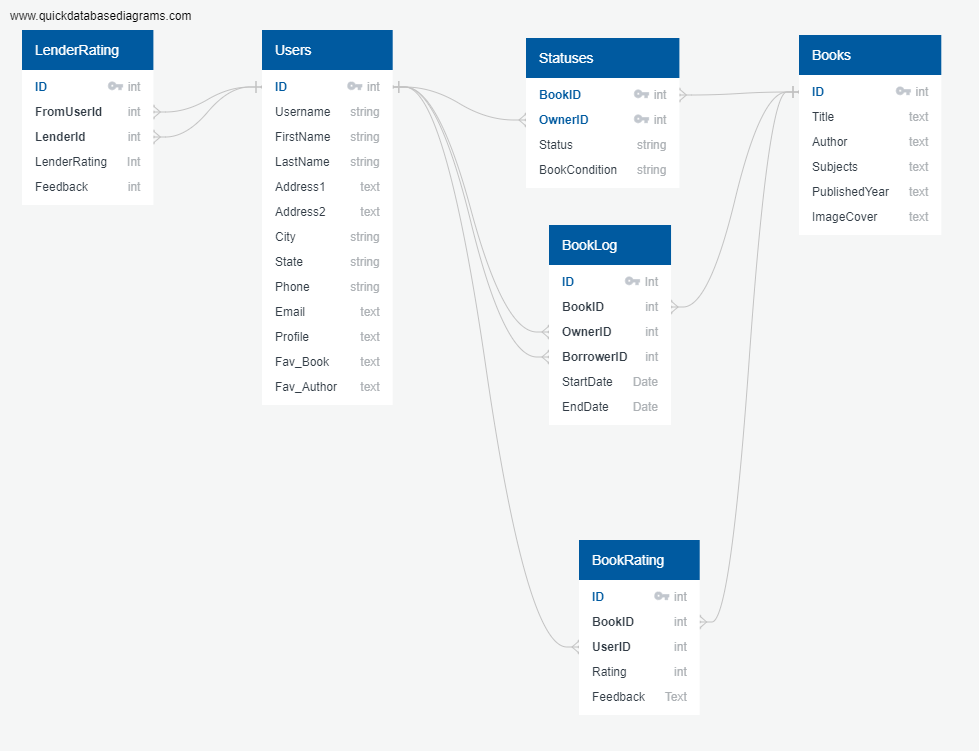 www.quickdatabasediagrams.com
LenderRating
ID int
FromUserId int
LenderId int
LenderRating Int
Feedback int
Users
ID int
Username string
FirstName string
LastName string
Address1 text
Address2 text
City string
State string
Phone string
Email text
Profile text
Fav_Book text
Fav_Author text
Statuses
BookID int
OwnerID int
Status string
BookCondition string
BookLog
ID Int
BookID int
OwnerID int
BorrowerID int
StartDate Date
EndDate Date
BookRating
ID int
BookID int
UserID int
Rating int
Feedback Text
Books
ID int
Title text
Author text
Subjects text
PublishedYear text
ImageCover text